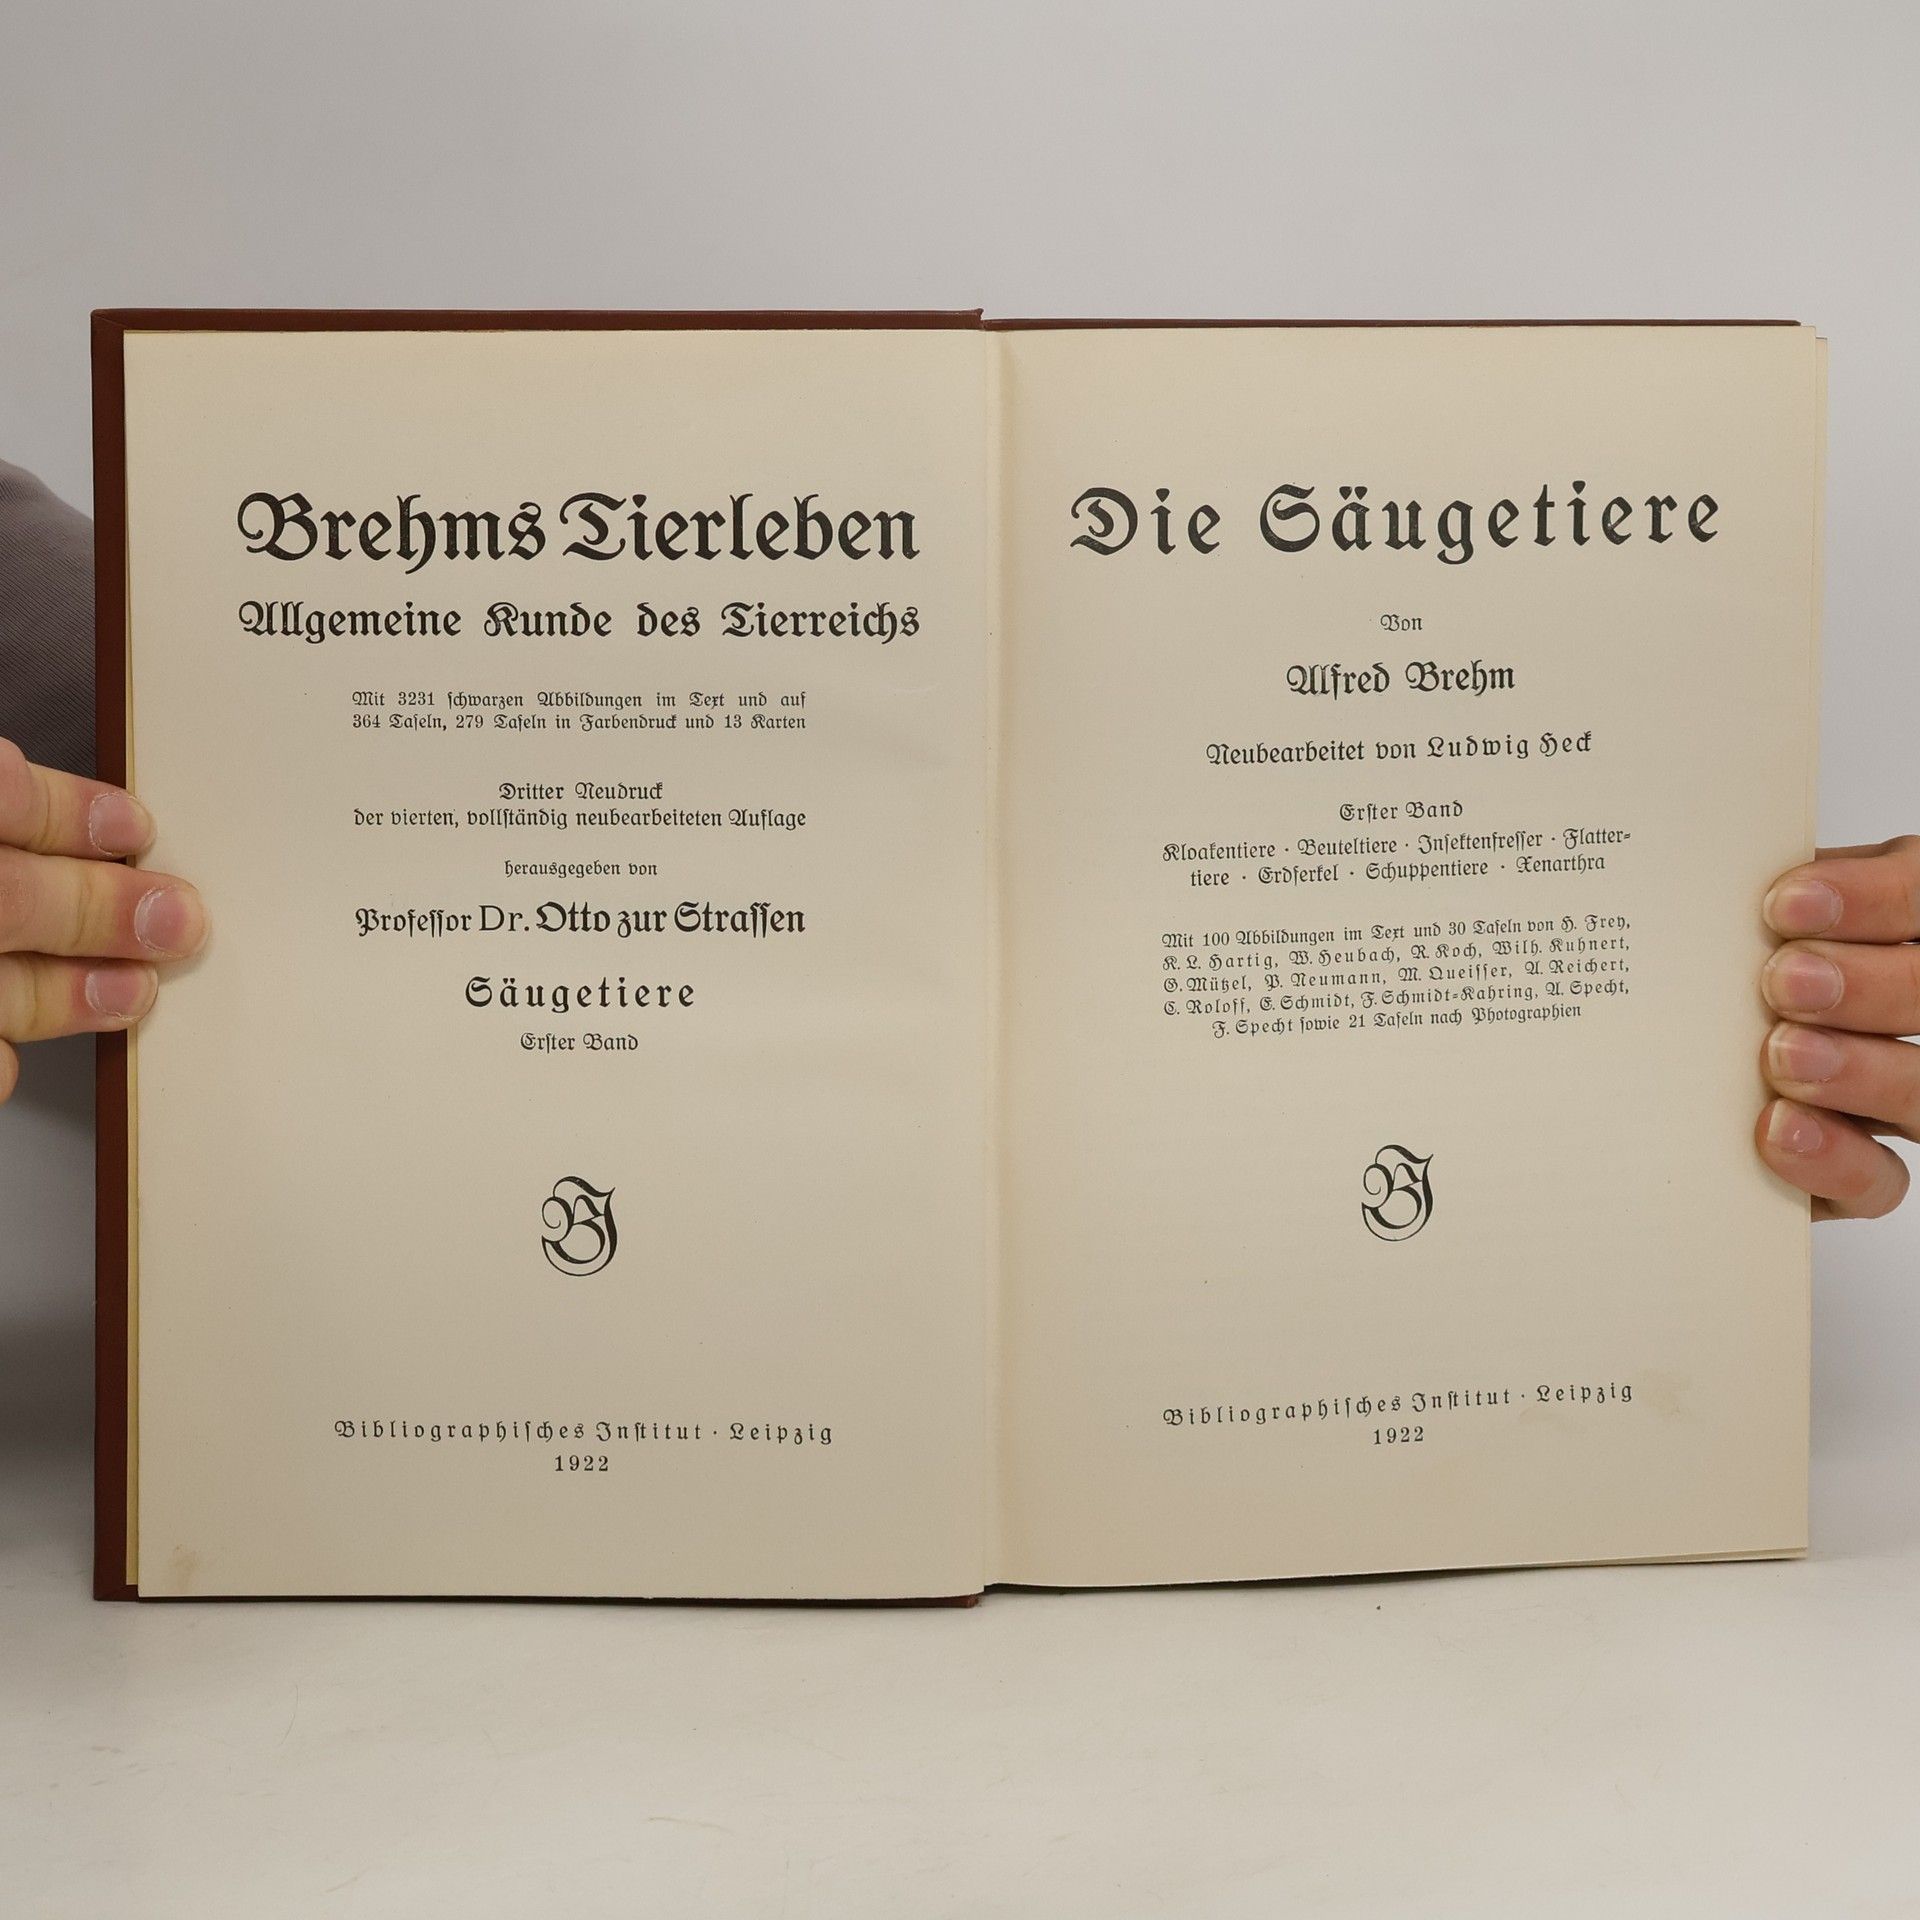 Brehms Tierleben
Allgemeine Kunde des Tierreichs
Mit 3231 schwarzen Abbildungen im Text und auf
364 Tafeln, 279 Tafeln in Farbendruck und 13 Karten
Dritter Neudruck
der vierten, vollständig neubearbeiteten Auflage
herausgegeben von
Professor Dr. Otto zur Strassen
Säugetiere
Erster Band
BJ
Bibliographisches Institut · Leipzig
1922
Die Säugetiere
Von
Alfred Brehm
Neubearbeitet von Ludwig Heck
Erster Band
Kloakentiere · Beuteltiere · Insektenfresser · Flatter-
tiere · Erdferkel · Schuppentiere · Xenarthra
Mit 100 Abbildungen im Text und 30 Tafeln von H. Frey,
K. L. Hartig, W. Heubach, R. Koch, Wilh. Kuhnert,
G. Mützel, P. Neumann, M. Queisser, A. Reichert,
C. Roloff, E. Schmidt, F. Schmidt-Kahring, A. Specht,
F. Specht sowie 21 Tafeln nach Photographien
BJ
Bibliographisches Institut · Leipzig
1922